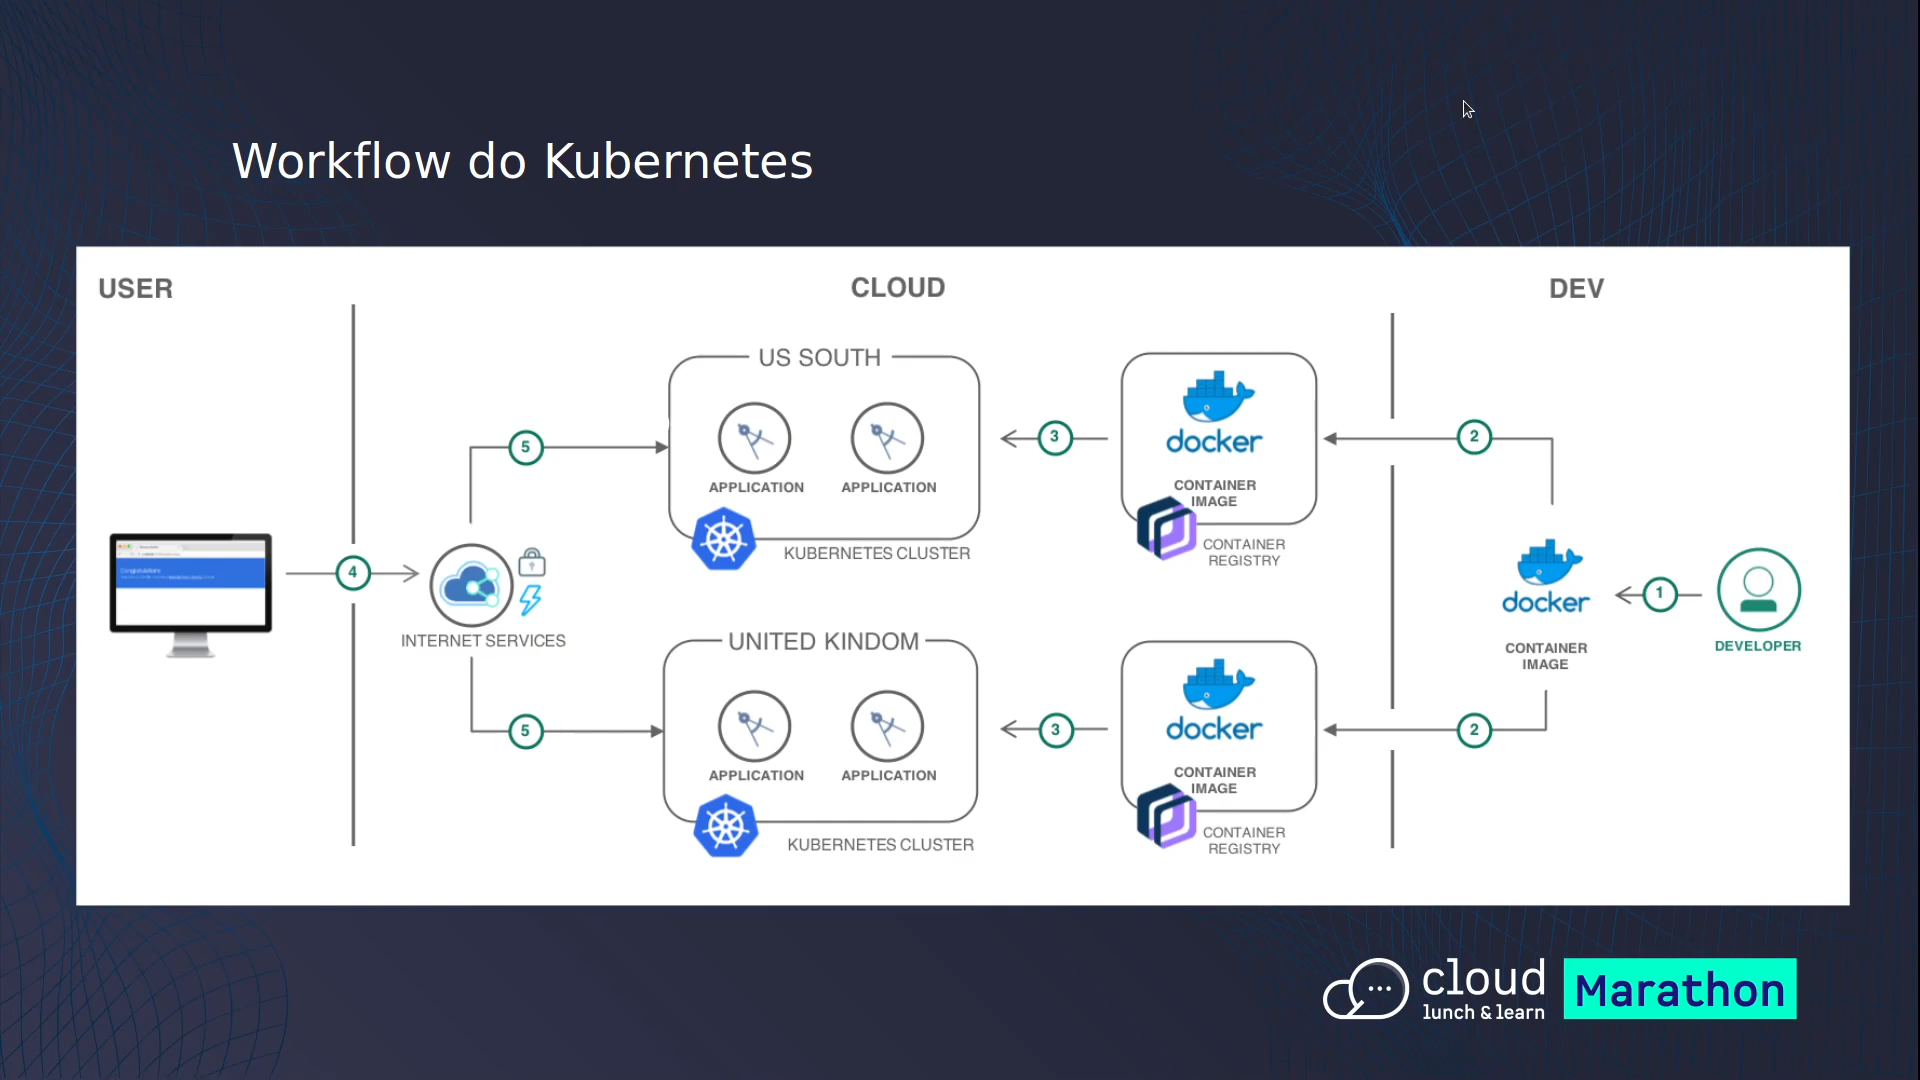 Workflow do Kubernetes
USER
CLOUD
DEV
US SOUTH
APPLICATION
APPLICATION
KUBERNETES CLUSTER
5
3
docker
CONTAINER
IMAGE
CONTAINER
REGISTRY
2
Congratulations
4
INTERNET SERVICES
docker
CONTAINER
IMAGE
1
DEVELOPER
UNITED KINDOM
APPLICATION
APPLICATION
KUBERNETES CLUSTER
5
3
docker
CONTAINER
IMAGE
CONTAINER
REGISTRY
2
cloud
lunch & learn
Marathon